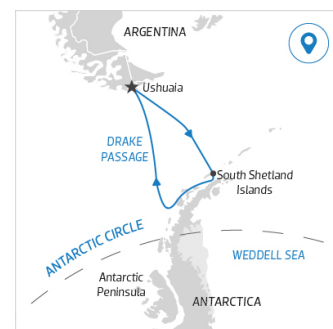 ARGENTINA
Ushuaia
DRAKE
PASSAGE
South Shetland
Islands
ANTARCTIC CIRCLE
WEDDELL SEA
Antarctic
Peninsula
ANTARCTICA